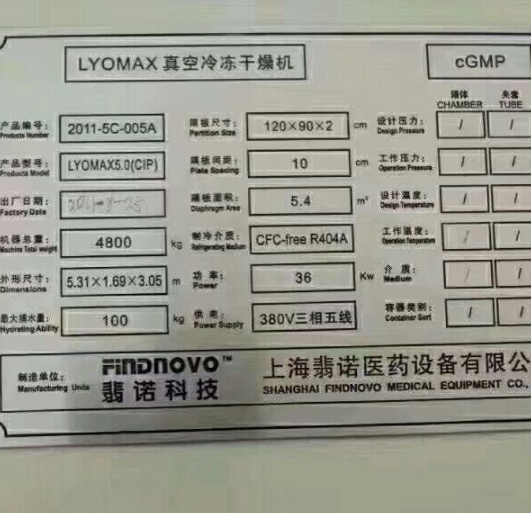 LYOMAX 真空冷冻干燥机
cGMP
箱体 夹套
CHAMBER TUBE
产品编号: 2011-5C-005A 隔板尺寸: 120×90×2 cm 设计压力: / /
Products Number Partition Size Design Pressure
产品型号: LYOMAX5.0(CIP) 隔板间距: 10 cm 工作压力: / /
Products Model Plate Spacing Operation Pressure
出厂日期: 隔板面积: 5.4 m² 设计温度: / /
Factory Date Diaphragm Area Design Temperature
机器总重: 4800 kg 制冷介质: CFC-free R404A 工作温度: / /
Machine Total weight Refrigerating Medium Operation Temperature
外形尺寸: 5.31×1.69×3.05 m 功 率: 36 Kw 介 质: / /
Dimensions Power Medium
最大捕水量: 100 kg 供 电: 380V三相五线 容器类别: / /
Hydrating Ability Power Supply Container Sort
制造单位: FINDNOVO™ 上海翡诺医药设备有限公
Manufacturing Units 翡诺科技 SHANGHAI FINDNOVO MEDICAL EQUIPMENT CO.,